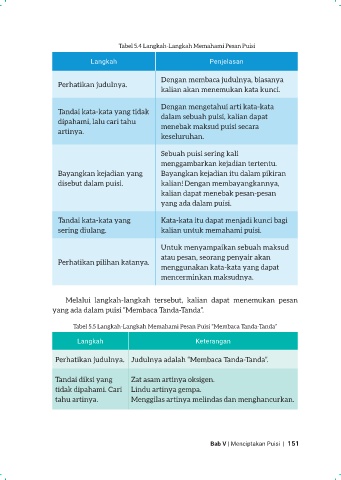 Tabel 5.4 Langkah-Langkah Memahami Pesan Puisi
Langkah
Penjelasan
Perhatikan judulnya.
Dengan membaca judulnya, biasanya
kalian akan menemukan kata kunci.
Tandai kata-kata yang tidak
dipahami, lalu cari tahu
artinya.
Dengan mengetahui arti kata-kata
dalam sebuah puisi, kalian dapat
menebak maksud puisi secara
keseluruhan.
Bayangkan kejadian yang
disebut dalam puisi.
Sebuah puisi sering kali
menggambarkan kejadian tertentu.
Bayangkan kejadian itu dalam pikiran
kalian! Dengan membayangkannya,
kalian dapat menebak pesan-pesan
yang ada dalam puisi.
Tandai kata-kata yang
sering diulang.
Kata-kata itu dapat menjadi kunci bagi
kalian untuk memahami puisi.
Perhatikan pilihan katanya.
Untuk menyampaikan sebuah maksud
atau pesan, seorang penyair akan
menggunakan kata-kata yang dapat
mencerminkan maksudnya.
Melalui langkah-langkah tersebut, kalian dapat menemukan pesan
yang ada dalam puisi “Membaca Tanda-Tanda”.
Tabel 5.5 Langkah-Langkah Memahami Pesan Puisi “Membaca Tanda-Tanda”
Langkah
Keterangan
Perhatikan judulnya.
Judulnya adalah “Membaca Tanda-Tanda”.
Tandai diksi yang
tidak dipahami. Cari
tahu artinya.
Zat asam artinya oksigen.
Lindu artinya gempa.
Menggilas artinya melindas dan menghancurkan.
Bab V | Menciptakan Puisi | 151